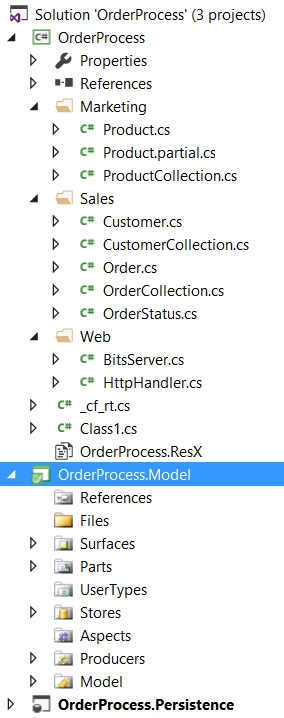 Solution 'OrderProcess' (3 projects)
OrderProcess
Properties
References
Marketing
Product.cs
Product.partial.cs
ProductCollection.cs
Sales
Customer.cs
CustomerCollection.cs
Order.cs
OrderCollection.cs
OrderStatus.cs
Web
BitsServer.cs
HttpHandler.cs
_cf_rt.cs
Class1.cs
OrderProcess.ResX
OrderProcess.Model
References
Files
Surfaces
Parts
UserTypes
Stores
Aspects
Producers
Model
OrderProcess.Persistence